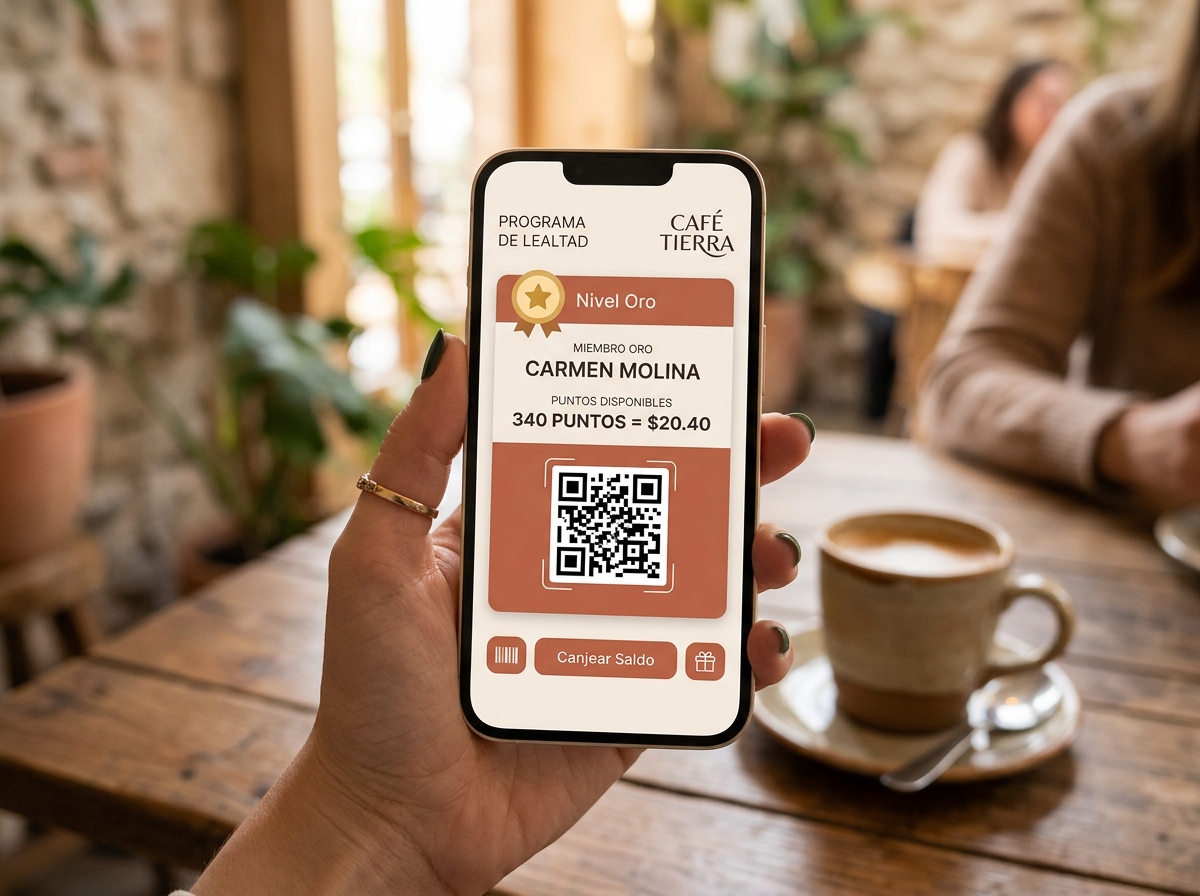 PROGRAMA
DE LEALTAD
CAFÉ
TIERRA
Nivel Oro
MIEMBRO ORO
CARMEN MOLINA
PUNTOS DISPONIBLES
340 PUNTOS = $20.40
Canjear Saldo